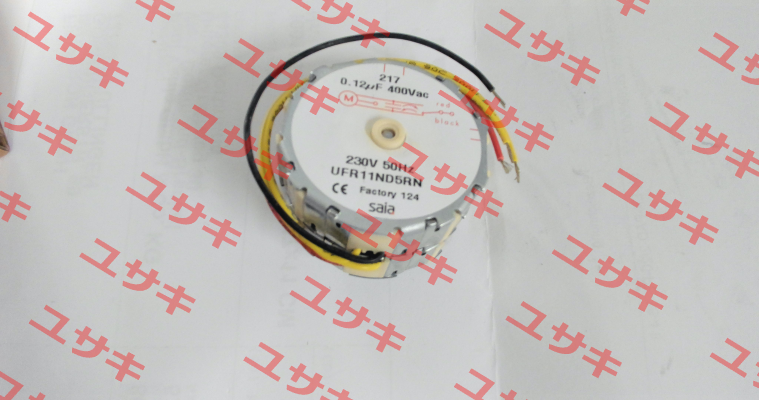 ユサキ
217
0.12µF 400Vac
M
red
black
230V 50Hz
UFR11ND5RN
CE Factory 124
saia